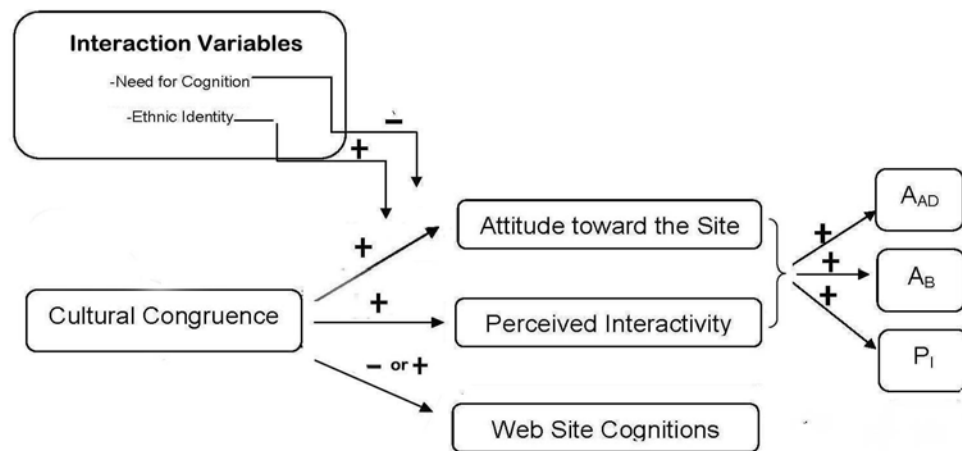 Interaction Variables
-Need for Cognition
-Ethnic Identity
–
+
+
Attitude toward the Site
A_AD
+
+
A_B
+
Cultural Congruence
+
Perceived Interactivity
P_I
– or +
Web Site Cognitions